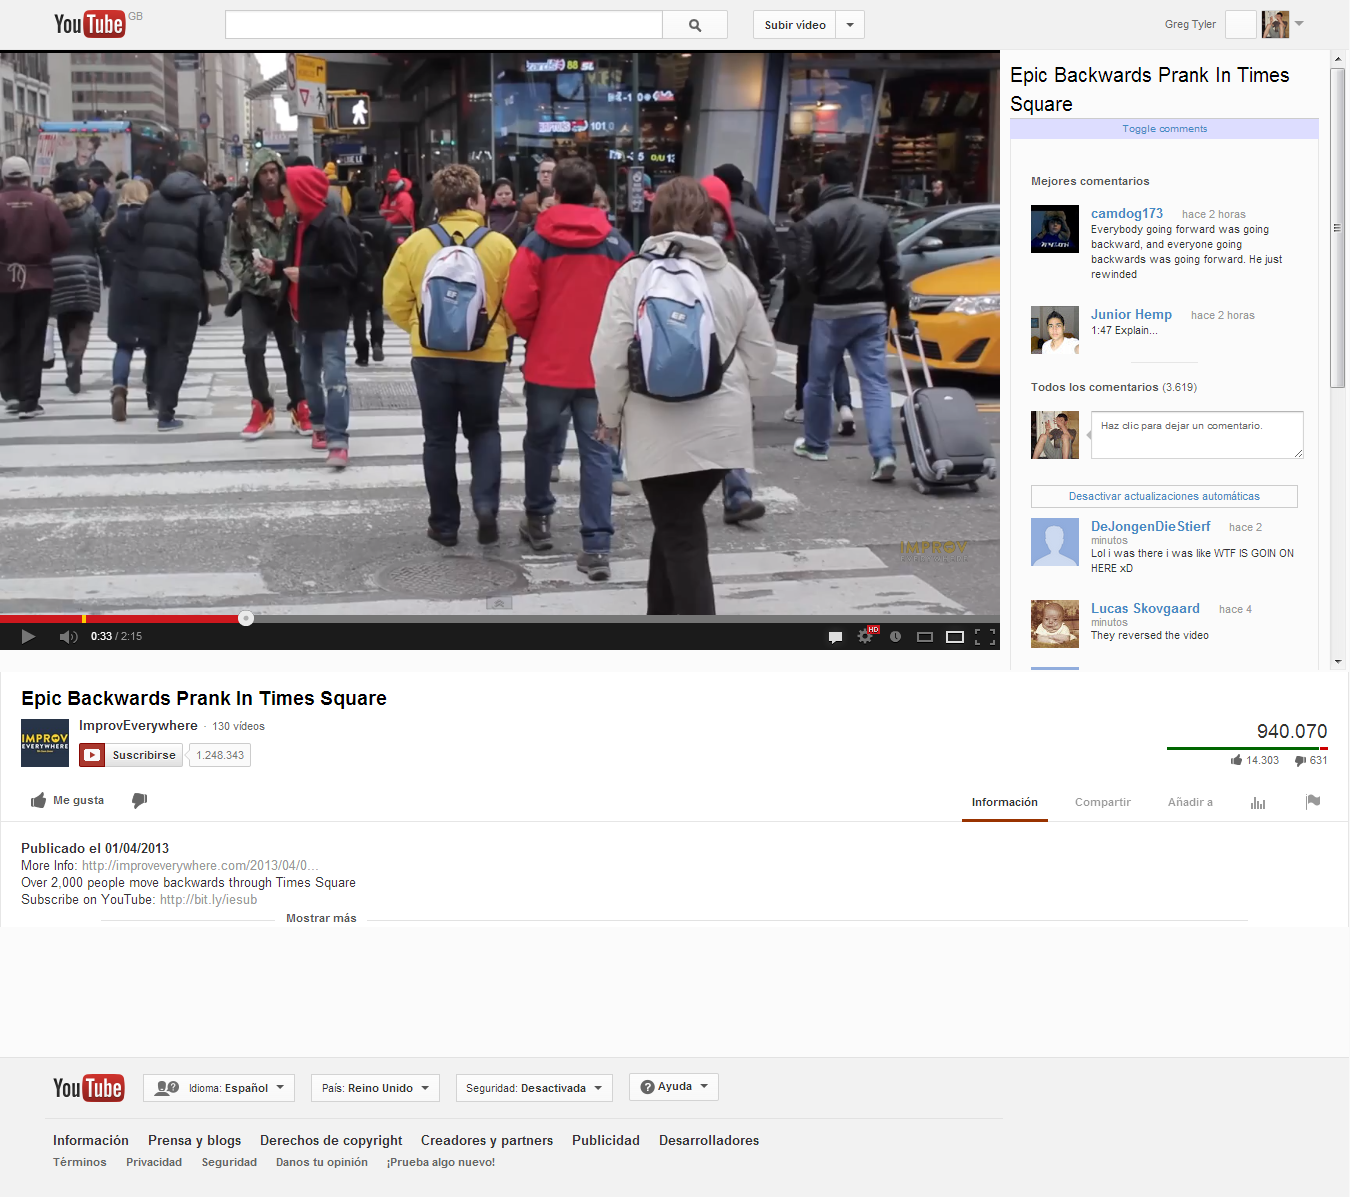 YouTube GB
Subir vídeo
Greg Tyler
Epic Backwards Prank In Times
Square
Toggle comments
Mejores comentarios
camdog173 hace 2 horas
Everybody going forward was going
backward, and everyone going
backwards was going forward. He just
rewinded
Junior Hemp hace 2 horas
1:47 Explain...
Todos los comentarios (3.619)
Haz clic para dejar un comentario.
Desactivar actualizaciones automáticas
DeJongenDieStierf hace 2
minutos
Lol i was there i was like WTF IS GOIN ON
HERE xD
Lucas Skovgaard hace 4
minutos
They reversed the video
88
RAPTORS 101 0
O/U
IMPROV
EVERYWHERE
0:33 / 2:15
HD
Epic Backwards Prank In Times Square
IMPROV
EVERYWHERE
ImprovEverywhere · 130 vídeos
Suscribirse 1.248.343
940.070
14.303 631
Me gusta
Información Compartir Añadir a
Publicado el 01/04/2013
More Info: http://improveverywhere.com/2013/04/0...
Over 2,000 people move backwards through Times Square
Subscribe on YouTube: http://bit.ly/iesub
Mostrar más
YouTube Idioma: Español País: Reino Unido Seguridad: Desactivada Ayuda
Información Prensa y blogs Derechos de copyright Creadores y partners Publicidad Desarrolladores
Términos Privacidad Seguridad Danos tu opinión ¡Prueba algo nuevo!